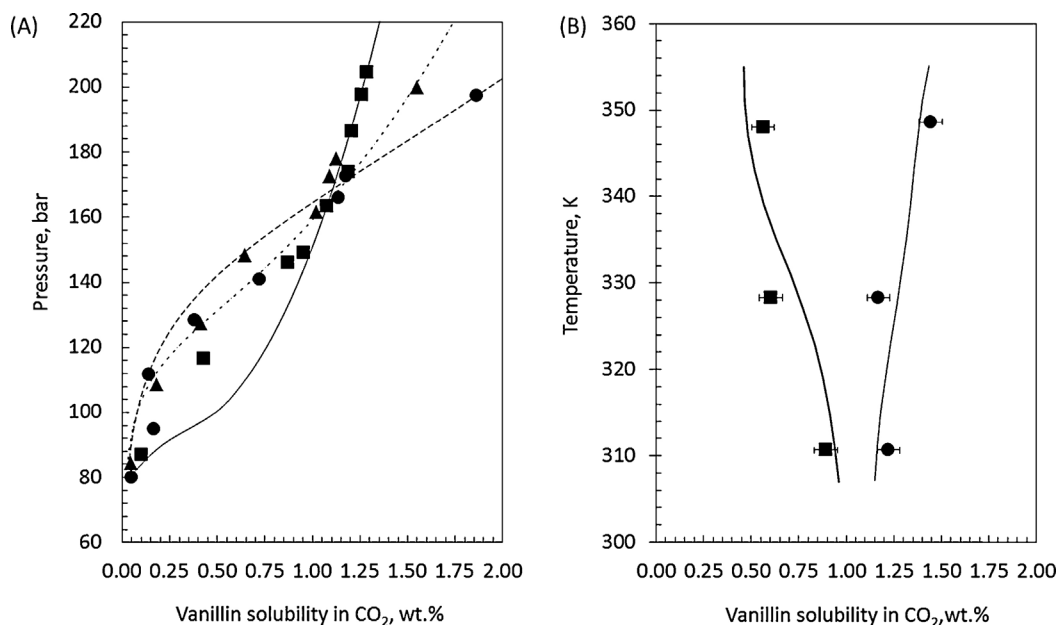 (A)
220
200
180
160
140
120
100
80
60
Pressure, bar
0.00 0.25 0.50 0.75 1.00 1.25 1.50 1.75 2.00
Vanillin solubility in CO₂, wt.%
(B)
360
350
340
330
320
310
300
Temperature, K
0.00 0.25 0.50 0.75 1.00 1.25 1.50 1.75 2.00
Vanillin solubility in CO₂,wt.%